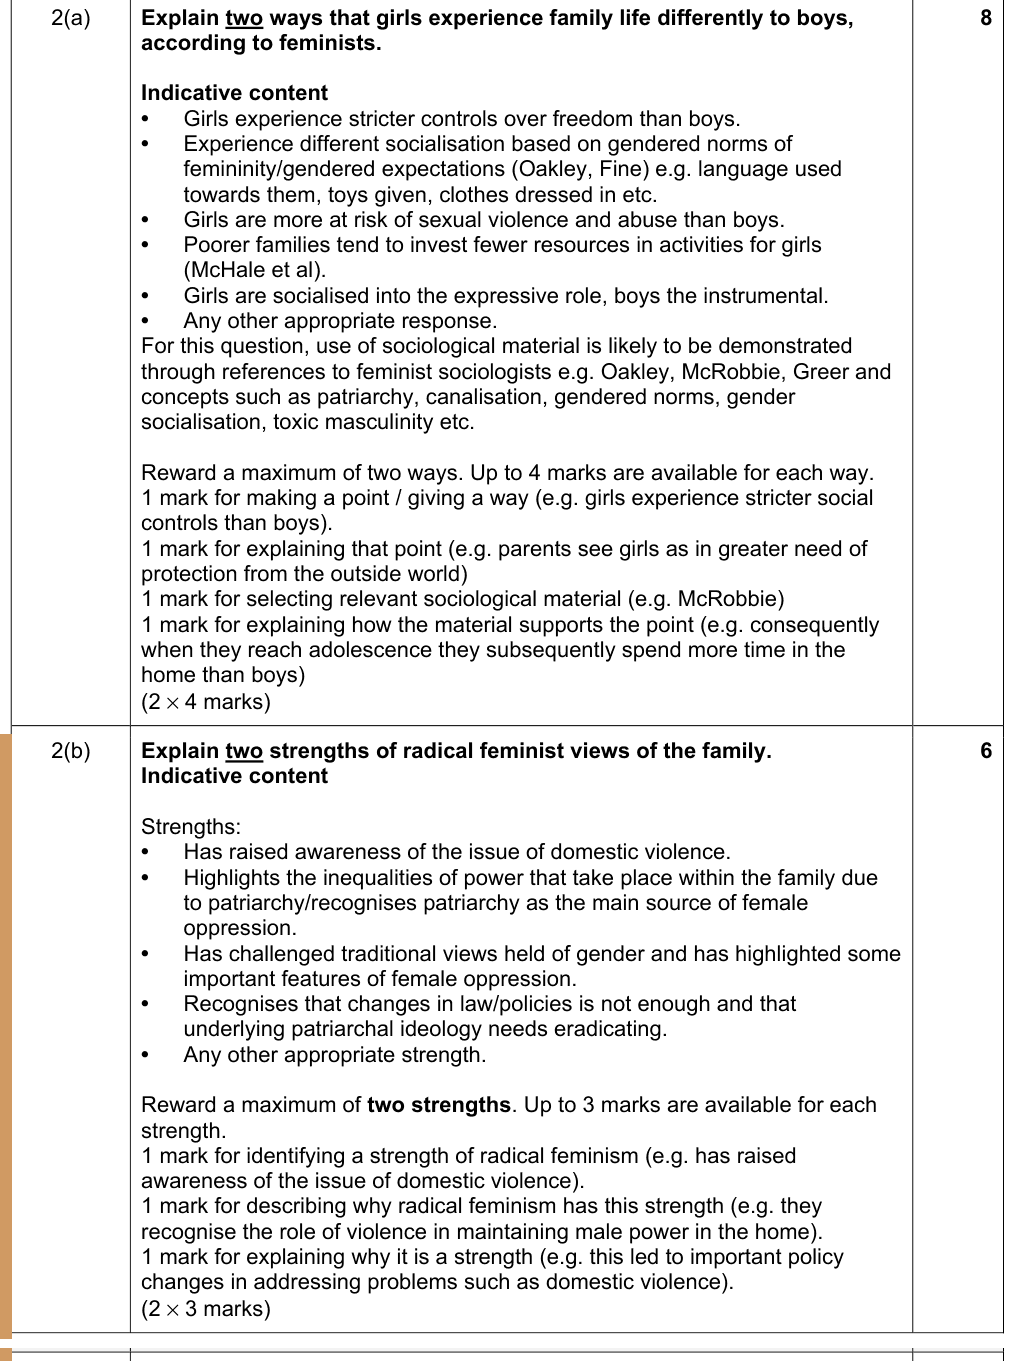 2(a)
Explain two ways that girls experience family life differently to boys,
8
according to feminists.
Indicative content
• Girls experience stricter controls over freedom than boys.
• Experience different socialisation based on gendered norms of
femininity/gendered expectations (Oakley, Fine) e.g. language used
towards them, toys given, clothes dressed in etc.
• Girls are more at risk of sexual violence and abuse than boys.
• Poorer families tend to invest fewer resources in activities for girls
(McHale et al).
• Girls are socialised into the expressive role, boys the instrumental.
• Any other appropriate response.
For this question, use of sociological material is likely to be demonstrated
through references to feminist sociologists e.g. Oakley, McRobbie, Greer and
concepts such as patriarchy, canalisation, gendered norms, gender
socialisation, toxic masculinity etc.
Reward a maximum of two ways. Up to 4 marks are available for each way.
1 mark for making a point / giving a way (e.g. girls experience stricter social
controls than boys).
1 mark for explaining that point (e.g. parents see girls as in greater need of
protection from the outside world)
1 mark for selecting relevant sociological material (e.g. McRobbie)
1 mark for explaining how the material supports the point (e.g. consequently
when they reach adolescence they subsequently spend more time in the
home than boys)
(2 × 4 marks)
2(b)
Explain two strengths of radical feminist views of the family.
6
Indicative content
Strengths:
• Has raised awareness of the issue of domestic violence.
• Highlights the inequalities of power that take place within the family due
to patriarchy/recognises patriarchy as the main source of female
oppression.
• Has challenged traditional views held of gender and has highlighted some
important features of female oppression.
• Recognises that changes in law/policies is not enough and that
underlying patriarchal ideology needs eradicating.
• Any other appropriate strength.
Reward a maximum of two strengths. Up to 3 marks are available for each
strength.
1 mark for identifying a strength of radical feminism (e.g. has raised
awareness of the issue of domestic violence).
1 mark for describing why radical feminism has this strength (e.g. they
recognise the role of violence in maintaining male power in the home).
1 mark for explaining why it is a strength (e.g. this led to important policy
changes in addressing problems such as domestic violence).
(2 × 3 marks)